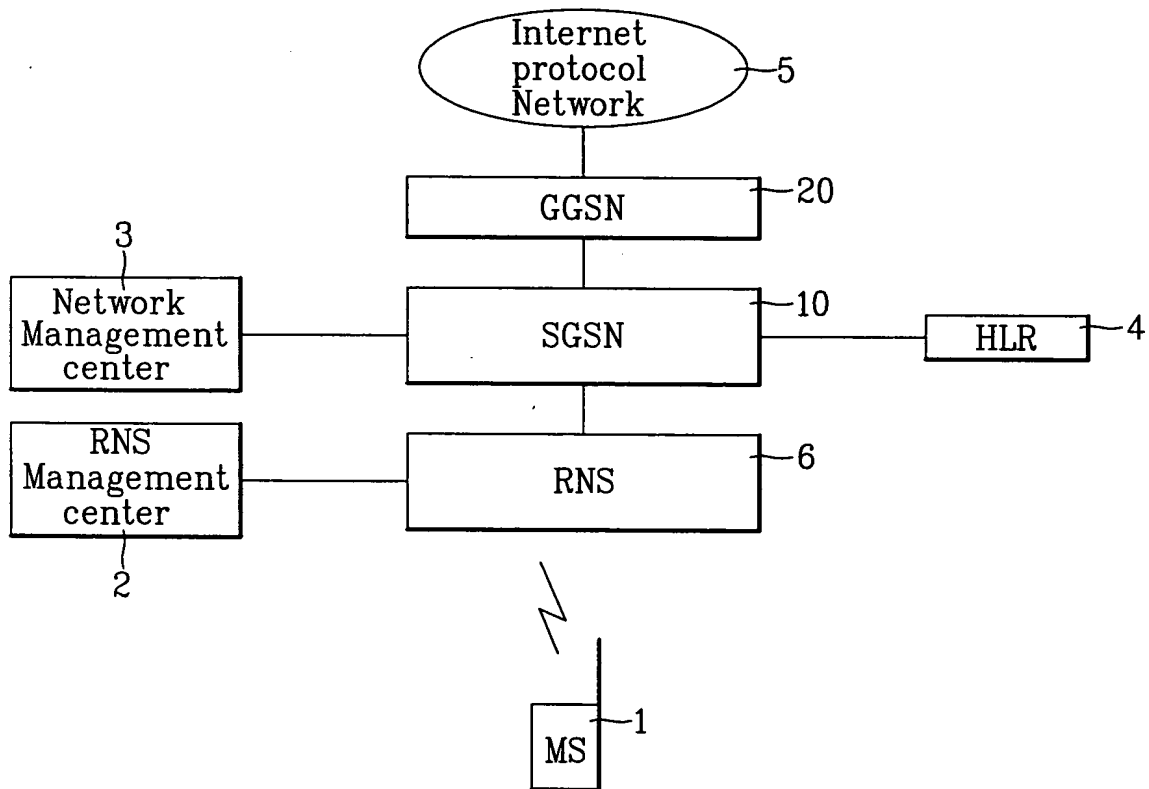 Internet
protocol
Network
5
GGSN
20
3
Network
Management
center
SGSN
10
HLR
4
RNS
Management
center
2
RNS
6
MS
1